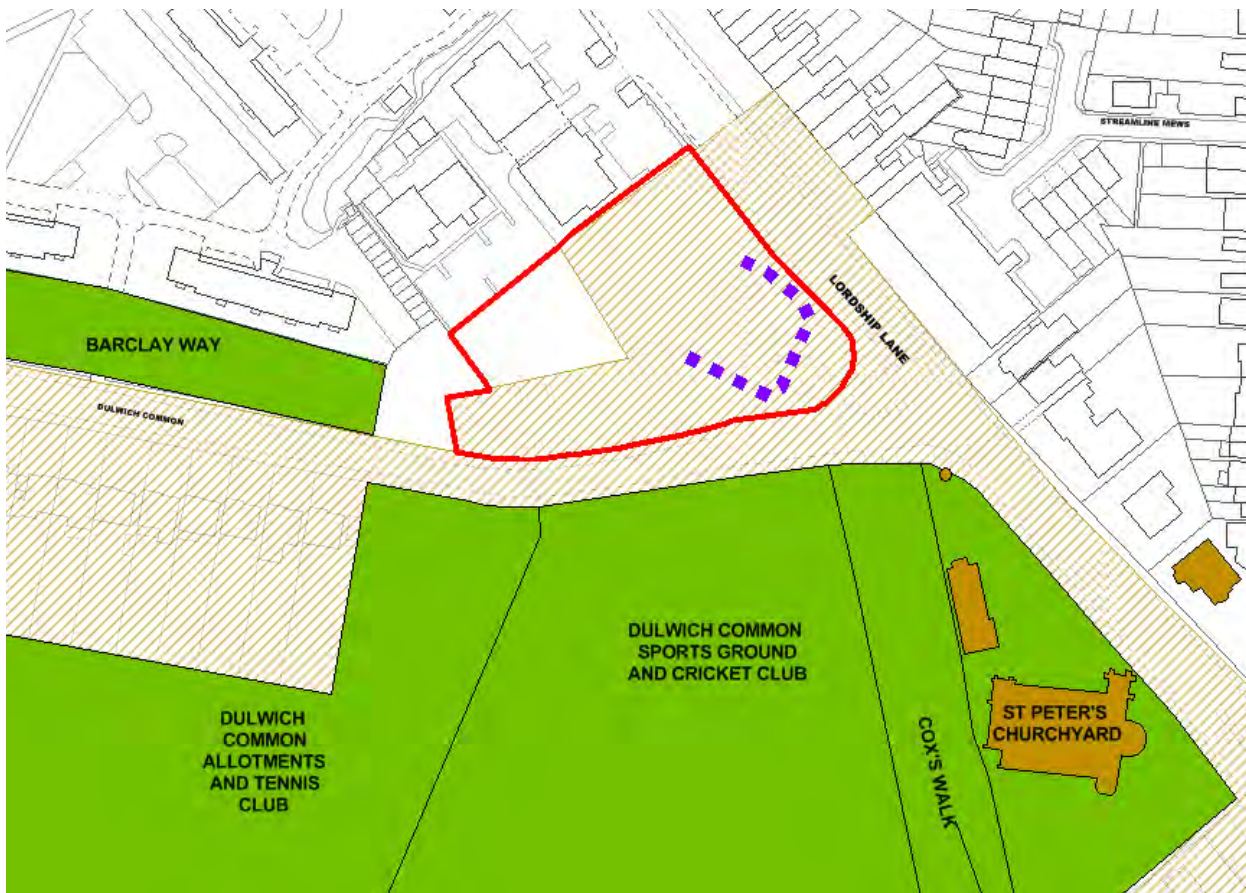 STREAMLINE MEWS
LORDSHIP LANE
BARCLAY WAY
DULWICH COMMON
DULWICH COMMON
SPORTS GROUND
AND CRICKET CLUB
DULWICH
COMMON
ALLOTMENTS
AND TENNIS
CLUB
COX'S WALK
ST PETER'S
CHURCHYARD